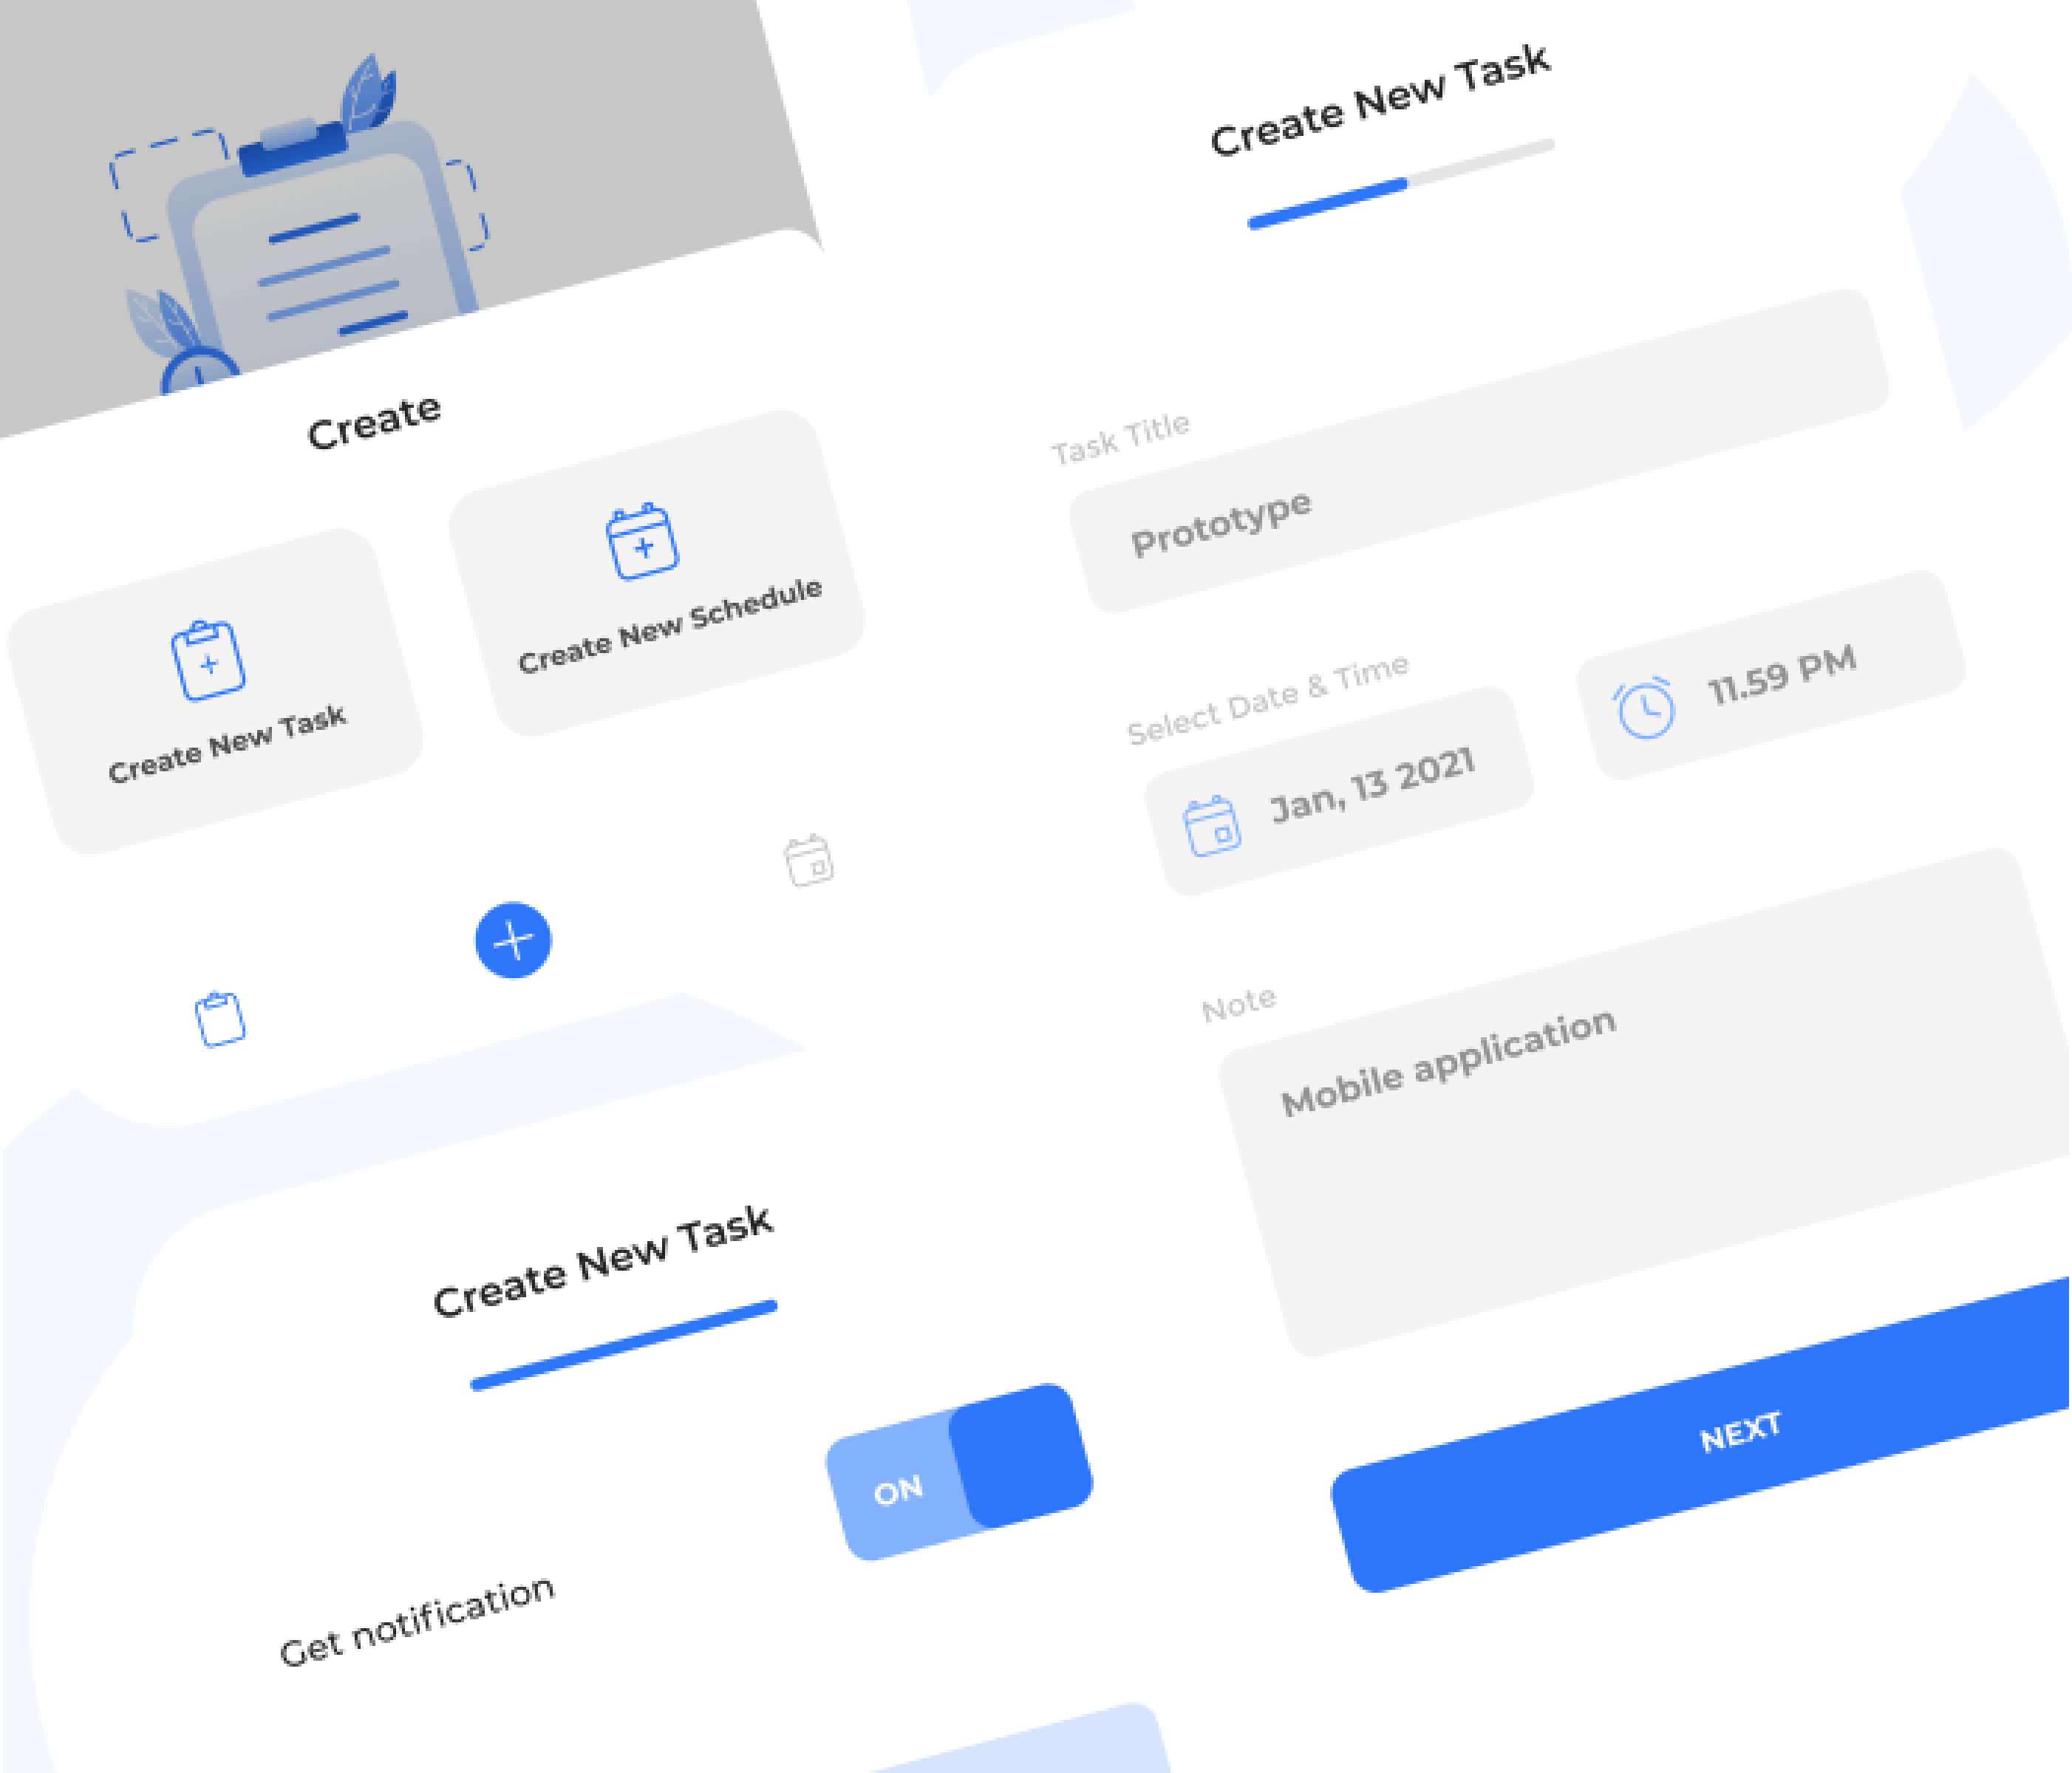 Create
Create New Task
Create New Schedule
Create New Task
Task Title
Prototype
Select Date & Time
Jan, 13 2021
11.59 PM
Note
Mobile application
NEXT
Create New Task
ON
Get notification